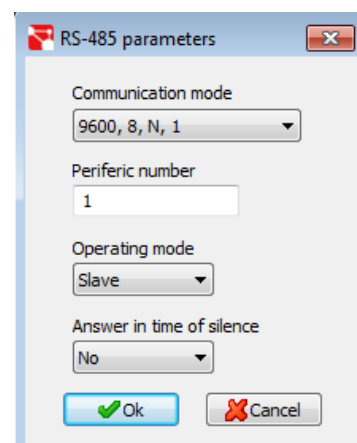 RS-485 parameters
Communication mode
9600, 8, N, 1
Periferic number
1
Operating mode
Slave
Answer in time of silence
No
Ok Cancel